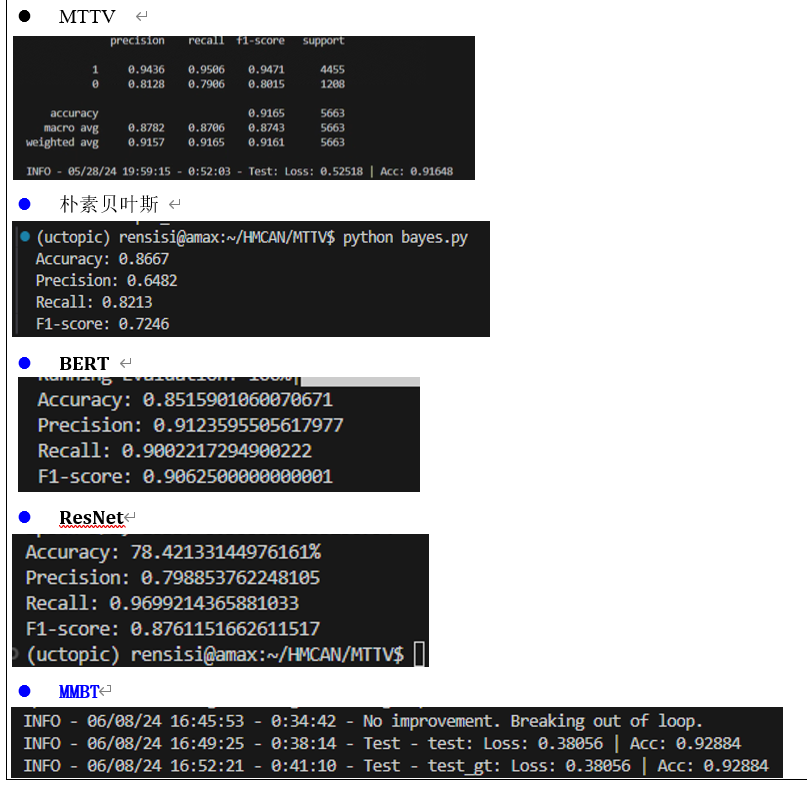 MTTV
precision recall f1-score support
1 0.9436 0.9506 0.9471 4455
0 0.8128 0.7906 0.8015 1208
accuracy 0.9165 5663
macro avg 0.8782 0.8706 0.8743 5663
weighted avg 0.9157 0.9165 0.9161 5663
INFO - 05/28/24 19:59:15 - 0:52:03 - Test: Loss: 0.52518 | Acc: 0.91648
朴素贝叶斯
(uctopic) rensisi@amax:~/HMCAN/MTTV$ python bayes.py
Accuracy: 0.8667
Precision: 0.6482
Recall: 0.8213
F1-score: 0.7246
BERT
Running Evaluation: 100%|
Accuracy: 0.8515901060070671
Precision: 0.9123595505617977
Recall: 0.9002217294900222
F1-score: 0.9062500000000001
ResNet
Accuracy: 78.42133144976161%
Precision: 0.798853762248105
Recall: 0.9699214365881033
F1-score: 0.8761151662611517
(uctopic) rensisi@amax:~/HMCAN/MTTV$
MMBT
INFO - 06/08/24 16:45:53 - 0:34:42 - No improvement. Breaking out of loop.
INFO - 06/08/24 16:49:25 - 0:38:14 - Test - test: Loss: 0.38056 | Acc: 0.92884
INFO - 06/08/24 16:52:21 - 0:41:10 - Test - test_gt: Loss: 0.38056 | Acc: 0.92884